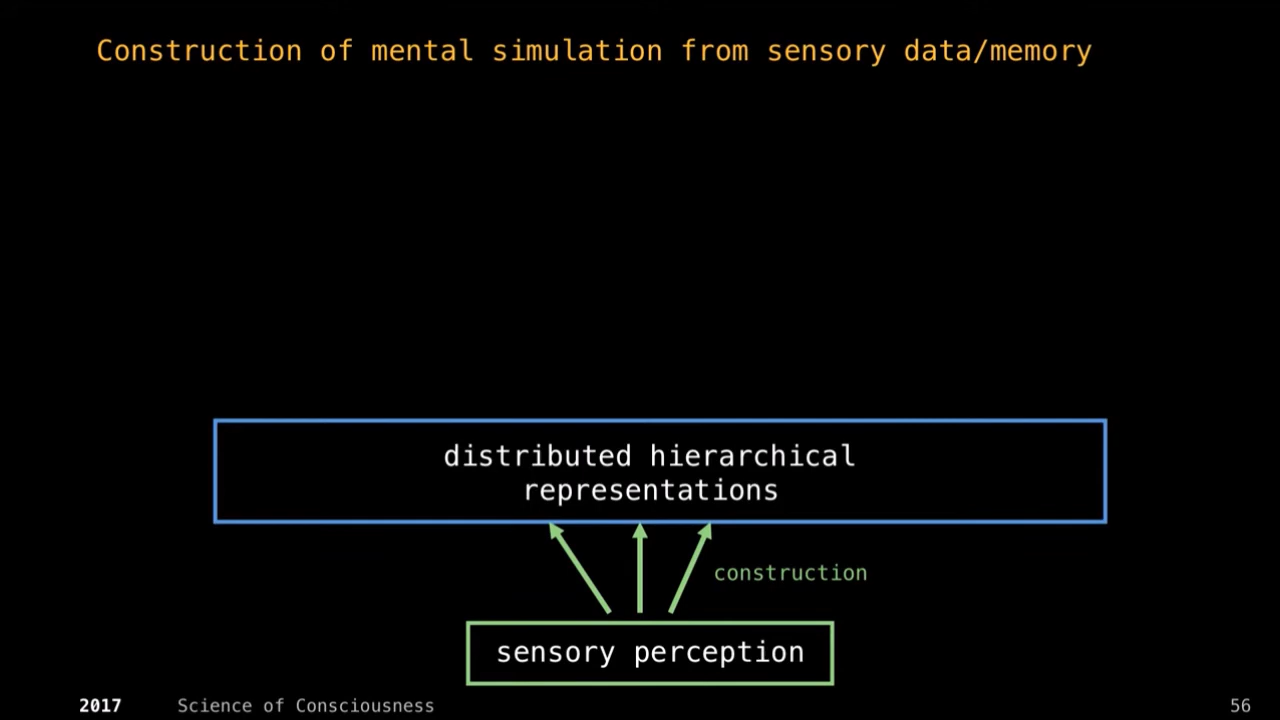 Construction of mental simulation from sensory data/memory
distributed hierarchical
representations
construction
sensory perception
2017 Science of Consciousness 56